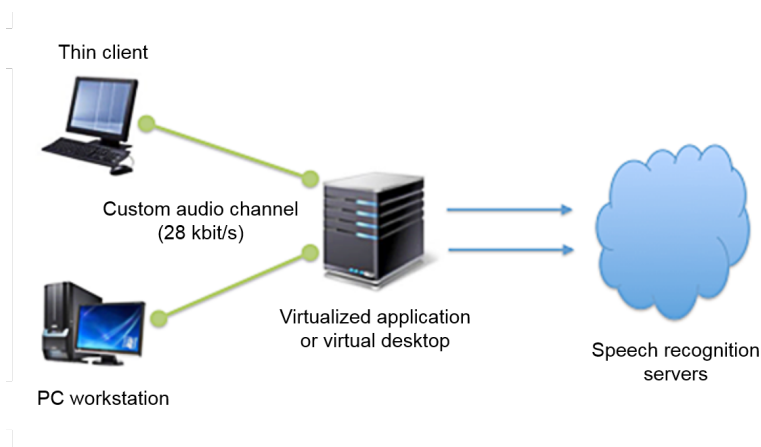 Thin client
Custom audio channel
(28 kbit/s)
Virtualized application
or virtual desktop
Speech recognition
servers
PC workstation